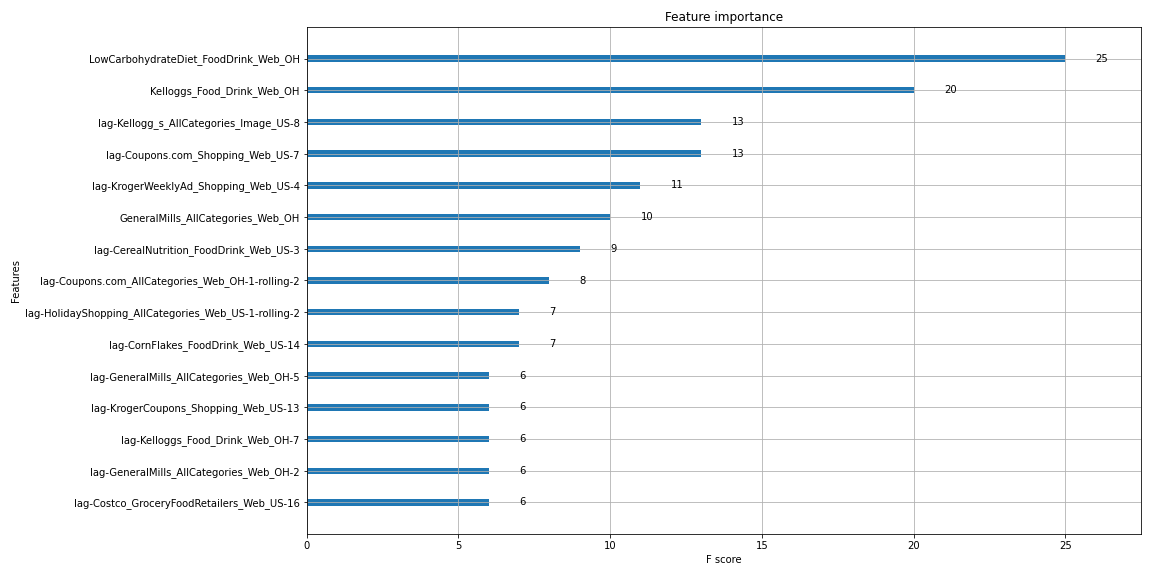 Feature importance
LowCarbohydrateDiet_FoodDrink_Web_OH 25
Kelloggs_Food_Drink_Web_OH 20
lag-Kellogg_s_AllCategories_Image_US-8 13
lag-Coupons.com_Shopping_Web_US-7 13
lag-KrogerWeeklyAd_Shopping_Web_US-4 11
GeneralMills_AllCategories_Web_OH 10
lag-CerealNutrition_FoodDrink_Web_US-3 9
lag-Coupons.com_AllCategories_Web_OH-1-rolling-2 8
lag-HolidayShopping_AllCategories_Web_US-1-rolling-2 7
lag-CornFlakes_FoodDrink_Web_US-14 7
lag-GeneralMills_AllCategories_Web_OH-5 6
lag-KrogerCoupons_Shopping_Web_US-13 6
lag-Kelloggs_Food_Drink_Web_OH-7 6
lag-GeneralMills_AllCategories_Web_OH-2 6
lag-Costco_GroceryFoodRetailers_Web_US-16 6
Features
0 5 10 15 20 25
F score